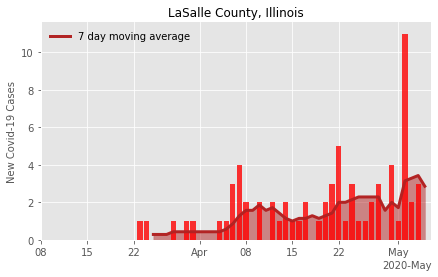 LaSalle County, Illinois
7 day moving average
New Covid-19 Cases
10
8
6
4
2
0
08 15 22 Apr 08 15 22 May
2020-May